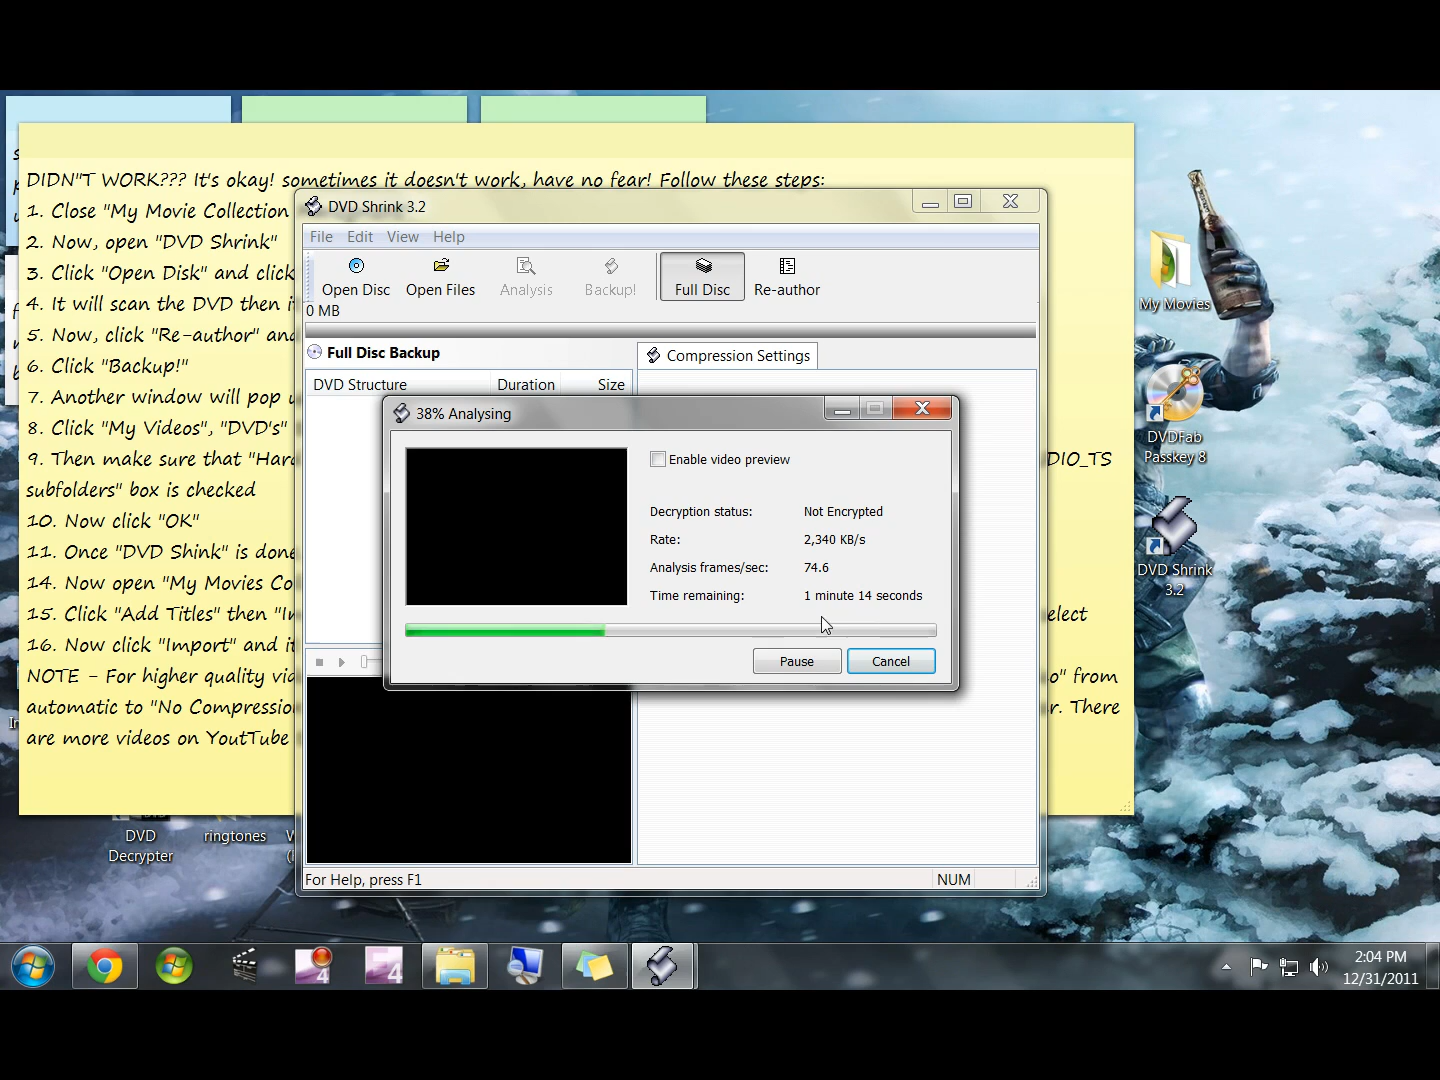 DIDN"T WORK??? It's okay! sometimes it doesn't work, have no fear! Follow these steps:
1. Close "My Movie Collection
2. Now, open "DVD Shrink"
3. Click "Open Disk" and click
4. It will scan the DVD then
5. Now, click "Re-author" and
6. Click "Backup!"
7. Another window will pop
8. Click "My Videos", "DVD's"
9. Then make sure that "Hard
DIO_TS
subfolders" box is checked
10. Now click "OK"
11. Once "DVD Shink" is done
14. Now open "My Movies Co
15. Click "Add Titles" then "I
elect
16. Now click "Import" and it
NOTE - For higher quality vid
o" from
automatic to "No Compression
r. There
are more videos on YoutTube
DVD Shrink 3.2
File Edit View Help
Open Disc Open Files Analysis Backup! Full Disc Re-author
0 MB
Full Disc Backup
Compression Settings
DVD Structure Duration Size
38% Analysing
Enable video preview
Decryption status: Not Encrypted
Rate: 2,340 KB/s
Analysis frames/sec: 74.6
Time remaining: 1 minute 14 seconds
Pause Cancel
For Help, press F1
NUM
My Movies
DVDFab
Passkey 8
DVD Shrink
3.2
DVD
Decrypter
ringtones
2:04 PM
12/31/2011